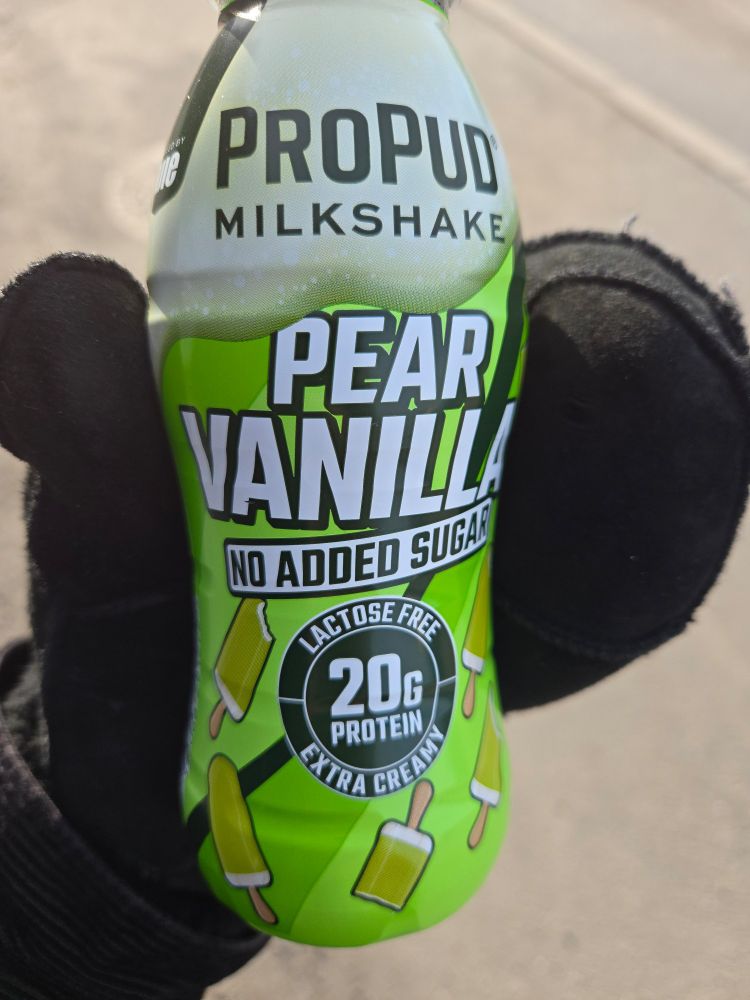 PROPUD®
MILKSHAKE
PEAR
VANILLA
NO ADDED SUGAR
LACTOSE FREE
20G
PROTEIN
EXTRA CREAMY